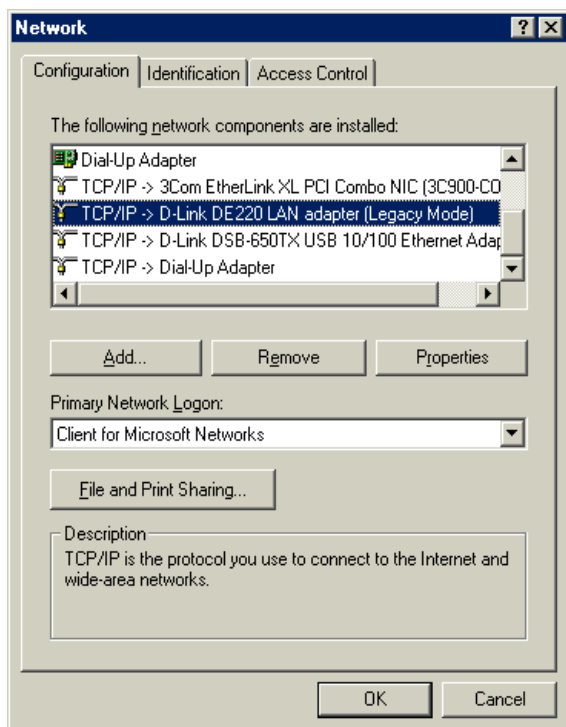 Network
Configuration Identification Access Control
The following network components are installed:
Dial-Up Adapter
TCP/IP -> 3Com EtherLink XL PCI Combo NIC (3C900-CO
TCP/IP -> D-Link DE220 LAN adapter (Legacy Mode)
TCP/IP -> D-Link DSB-650TX USB 10/100 Ethernet Adap
TCP/IP -> Dial-Up Adapter
Add... Remove Properties
Primary Network Logon:
Client for Microsoft Networks
File and Print Sharing...
Description
TCP/IP is the protocol you use to connect to the Internet and
wide-area networks.
OK Cancel